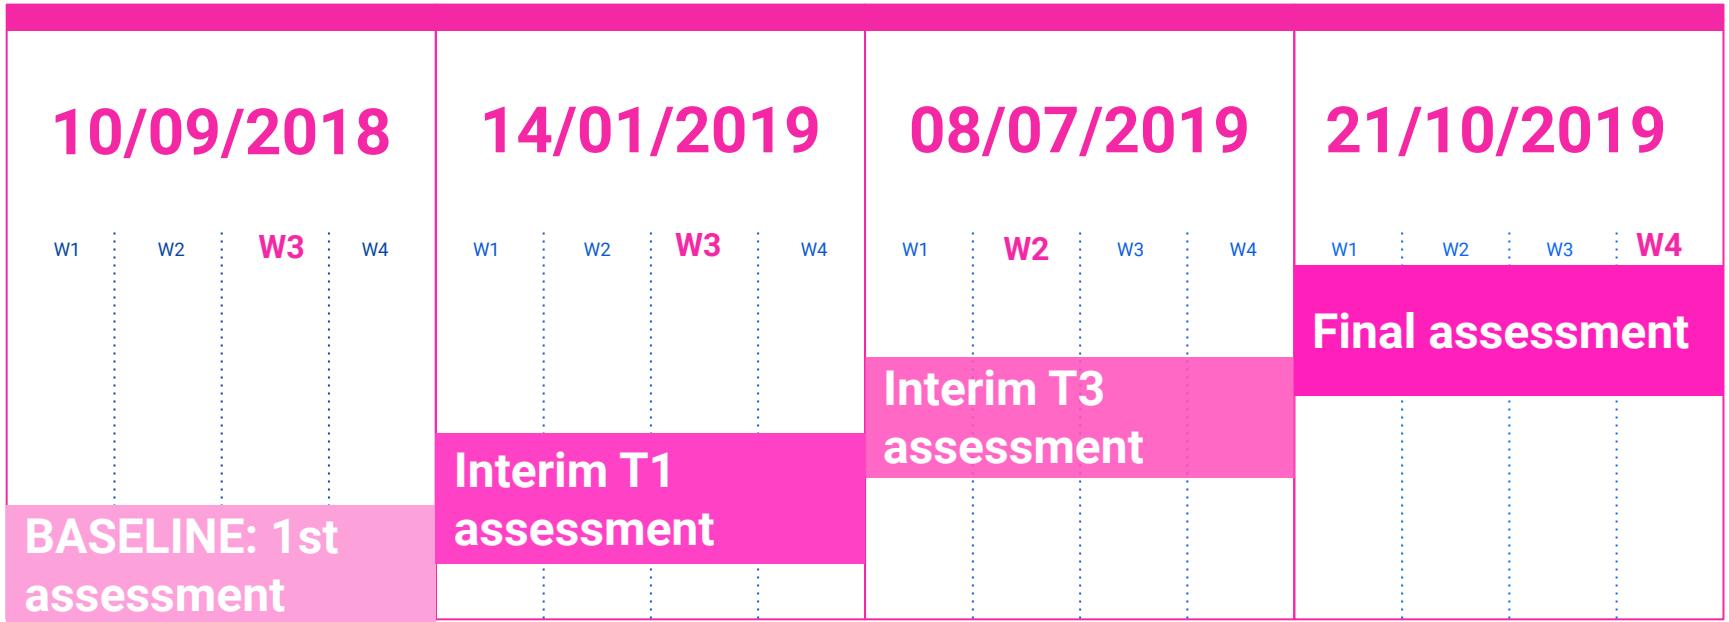 10/09/2018
14/01/2019
08/07/2019
21/10/2019
W1 W2 W3 W4
W1 W2 W3 W4
W1 W2 W3 W4
W1 W2 W3 W4
BASELINE: 1st
assessment
Interim T1
assessment
Interim T3
assessment
Final assessment